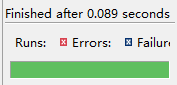 Finished after 0.089 seconds
Runs: Errors: Failure